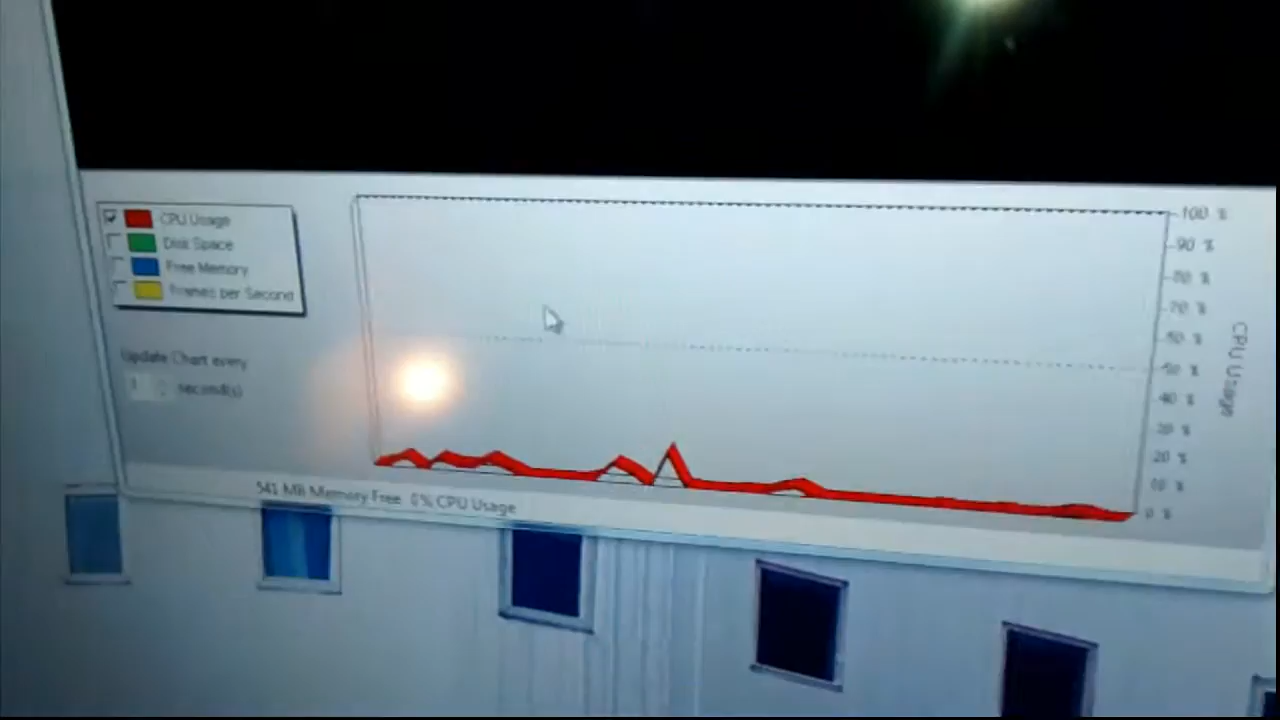 CPU Usage
Disk Space
Free Memory
Frames per Second
Update Chart every
1 second(s)
541 MB Memory Free 0% CPU Usage
100 %
90 %
80 %
70 %
60 %
50 %
40 %
30 %
20 %
10 %
0 %
CPU Usage